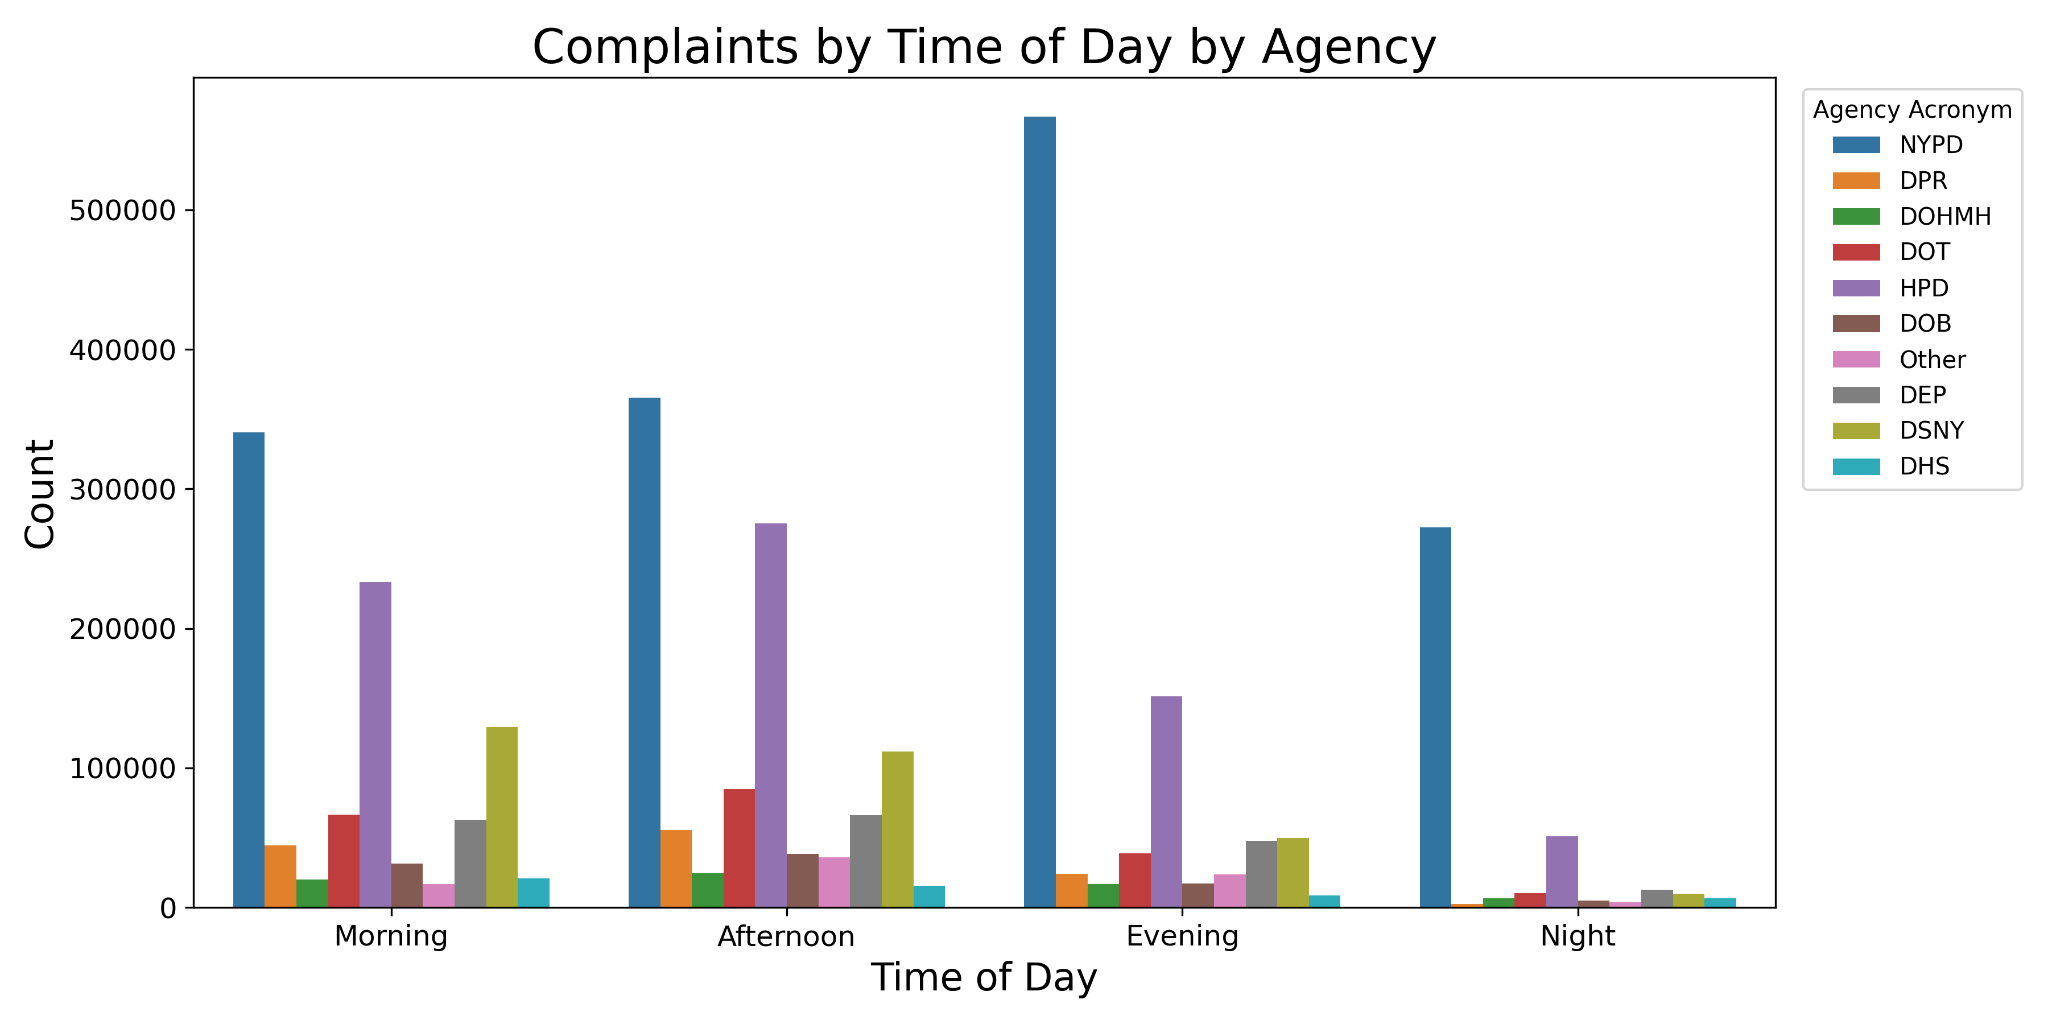 Complaints by Time of Day by Agency
Agency Acronym
NYPD
DPR
DOHMH
DOT
HPD
DOB
Other
DEP
DSNY
DHS
Count
500000
400000
300000
200000
100000
0
Morning
Afternoon
Evening
Night
Time of Day